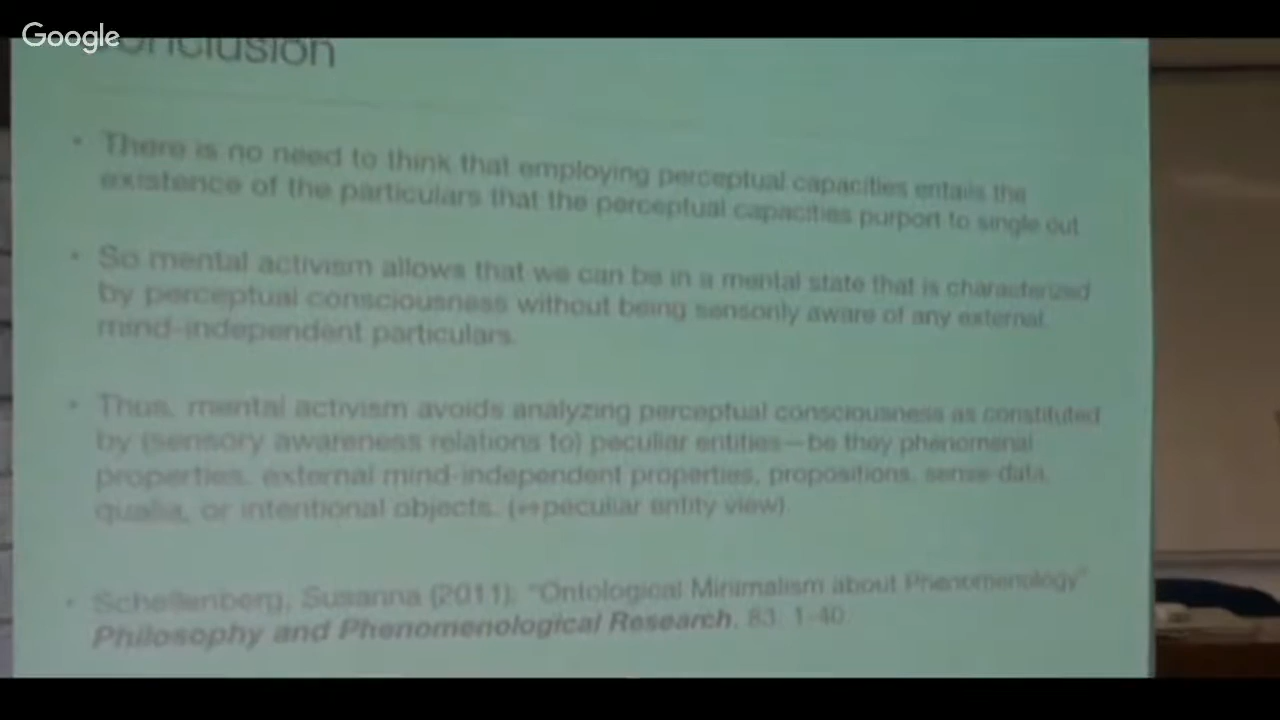 Google
Conclusion
• There is no need to think that employing perceptual capacities entails the
existence of the particulars that the perceptual capacities purport to single out
• So mental activism allows that we can be in a mental state that is characterized
by perceptual consciousness without being sensorily aware of any external,
mind-independent particulars.
• Thus, mental activism avoids analyzing perceptual consciousness as constituted
by (sensory awareness relations to) peculiar entities—be they phenomenal
properties, external mind-independent properties, propositions, sense-data,
qualia, or intentional objects. (↔peculiar entity view)
• Schellenberg, Susanna (2011): "Ontological Minimalism about Phenomenology"
Philosophy and Phenomenological Research, 83: 1-40.